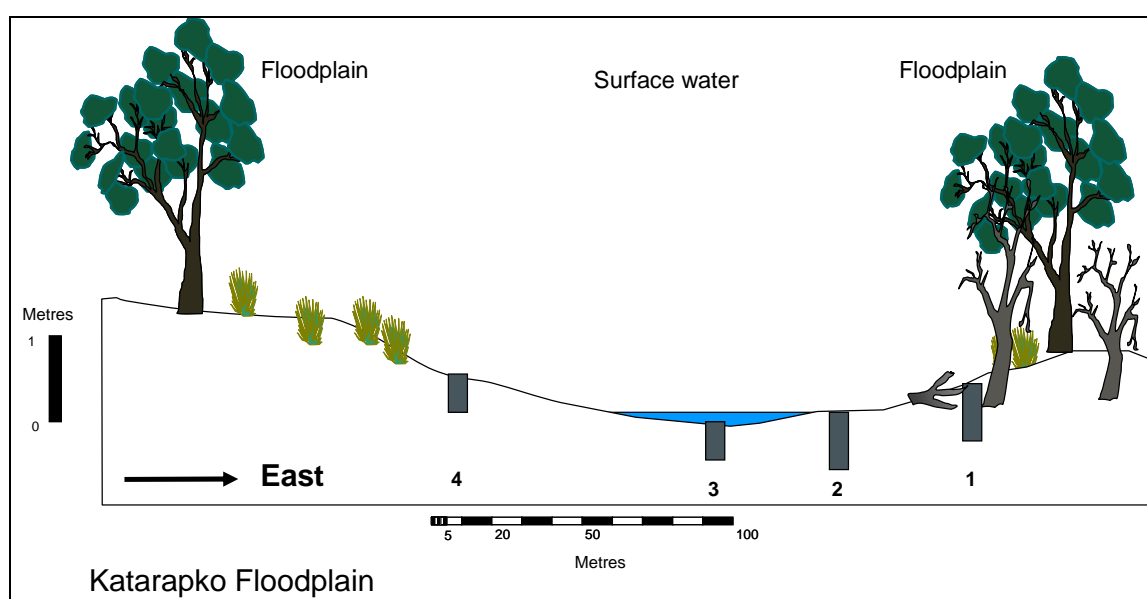 Floodplain
Surface water
Floodplain
Metres
1
0
East
4
3
2
1
5 20 50 100
Metres
Katarapko Floodplain